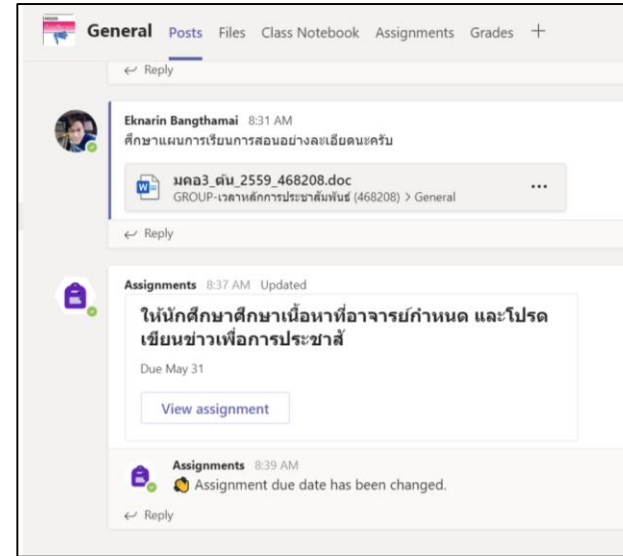 General Posts Files Class Notebook Assignments Grades +
Reply
Eknarin Bangthamai 8:31 AM
ศึกษาแผนการเรียนการสอนอย่างละเอียดนะครับ
มคอ3_ต้น_2559_468208.doc
GROUP-เวลาหลักการประชาสัมพันธ์ (468208) > General
Reply
Assignments 8:37 AM Updated
ให้นักศึกษาศึกษาเนื้อหาที่อาจารย์กำหนด และโปรด
เขียนข่าวเพื่อการประชาสั
Due May 31
View assignment
Assignments 8:39 AM
Assignment due date has been changed.
Reply